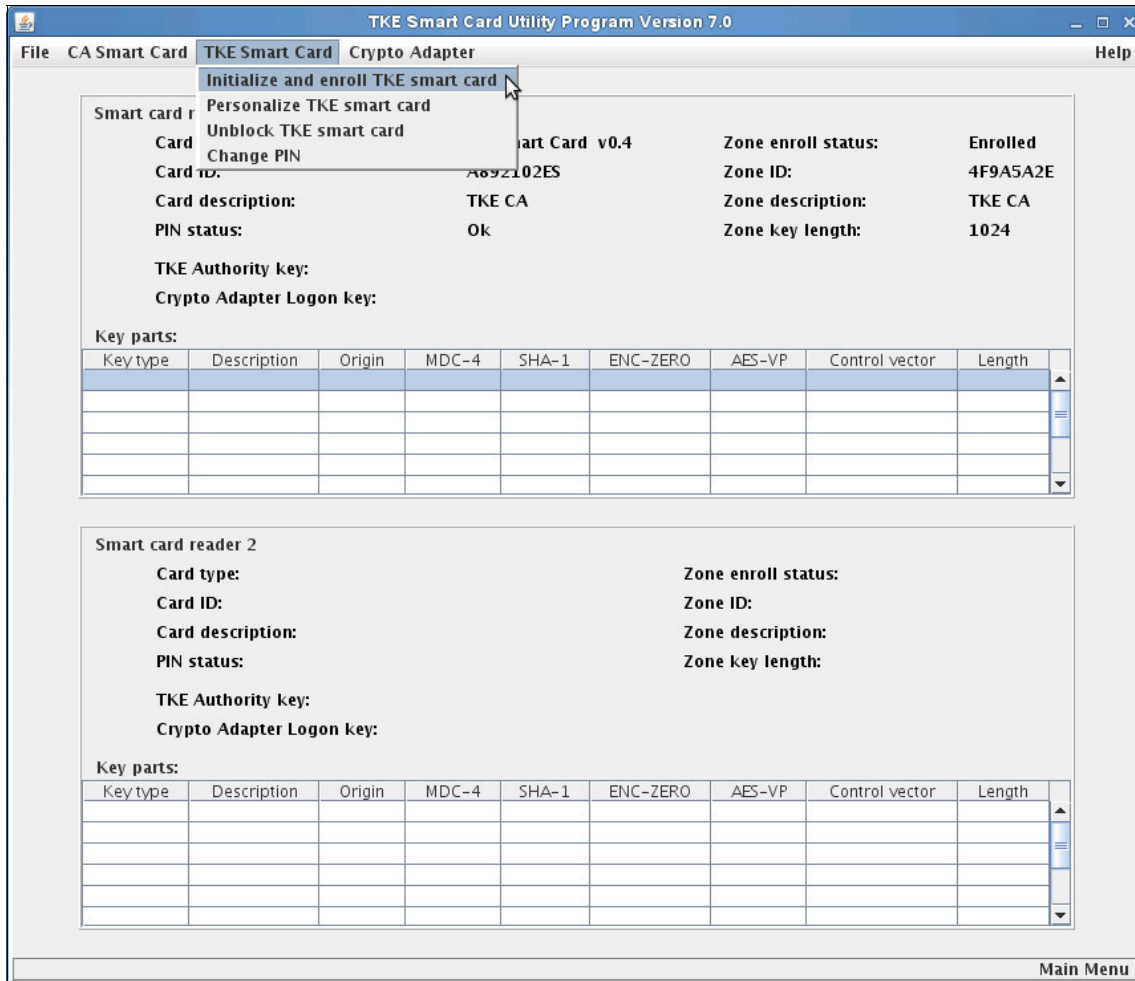 TKE Smart Card Utility Program Version 7.0
File CA Smart Card TKE Smart Card Crypto Adapter Help
Initialize and enroll TKE smart card
Personalize TKE smart card
Unblock TKE smart card
Change PIN
Smart card r
Card art Card v0.4 Zone enroll status: Enrolled
Card ID: A892102ES Zone ID: 4F9A5A2E
Card description: TKE CA Zone description: TKE CA
PIN status: Ok Zone key length: 1024
TKE Authority key:
Crypto Adapter Logon key:
Key parts:
Key type Description Origin MDC-4 SHA-1 ENC-ZERO AES-VP Control vector Length
Smart card reader 2
Card type: Zone enroll status:
Card ID: Zone ID:
Card description: Zone description:
PIN status: Zone key length:
TKE Authority key:
Crypto Adapter Logon key:
Key parts:
Key type Description Origin MDC-4 SHA-1 ENC-ZERO AES-VP Control vector Length
Main Menu